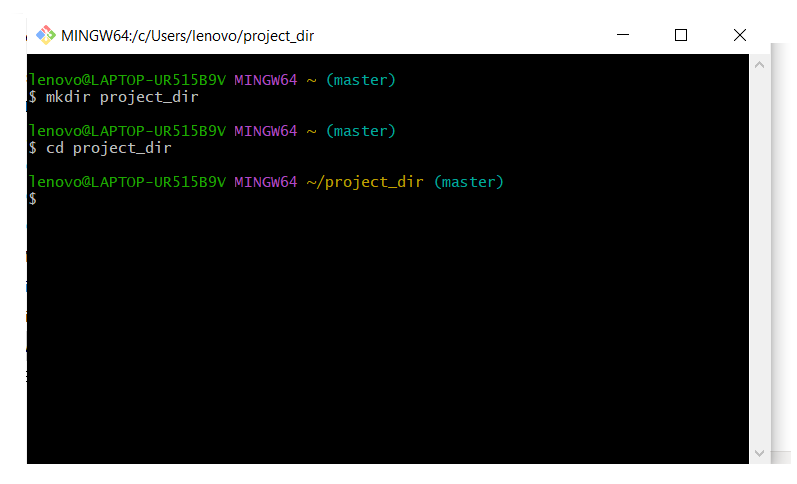 MINGW64:/c/Users/lenovo/project_dir
lenovo@LAPTOP-UR515B9V MINGW64 ~ (master)
$ mkdir project_dir
lenovo@LAPTOP-UR515B9V MINGW64 ~ (master)
$ cd project_dir
lenovo@LAPTOP-UR515B9V MINGW64 ~/project_dir (master)
$